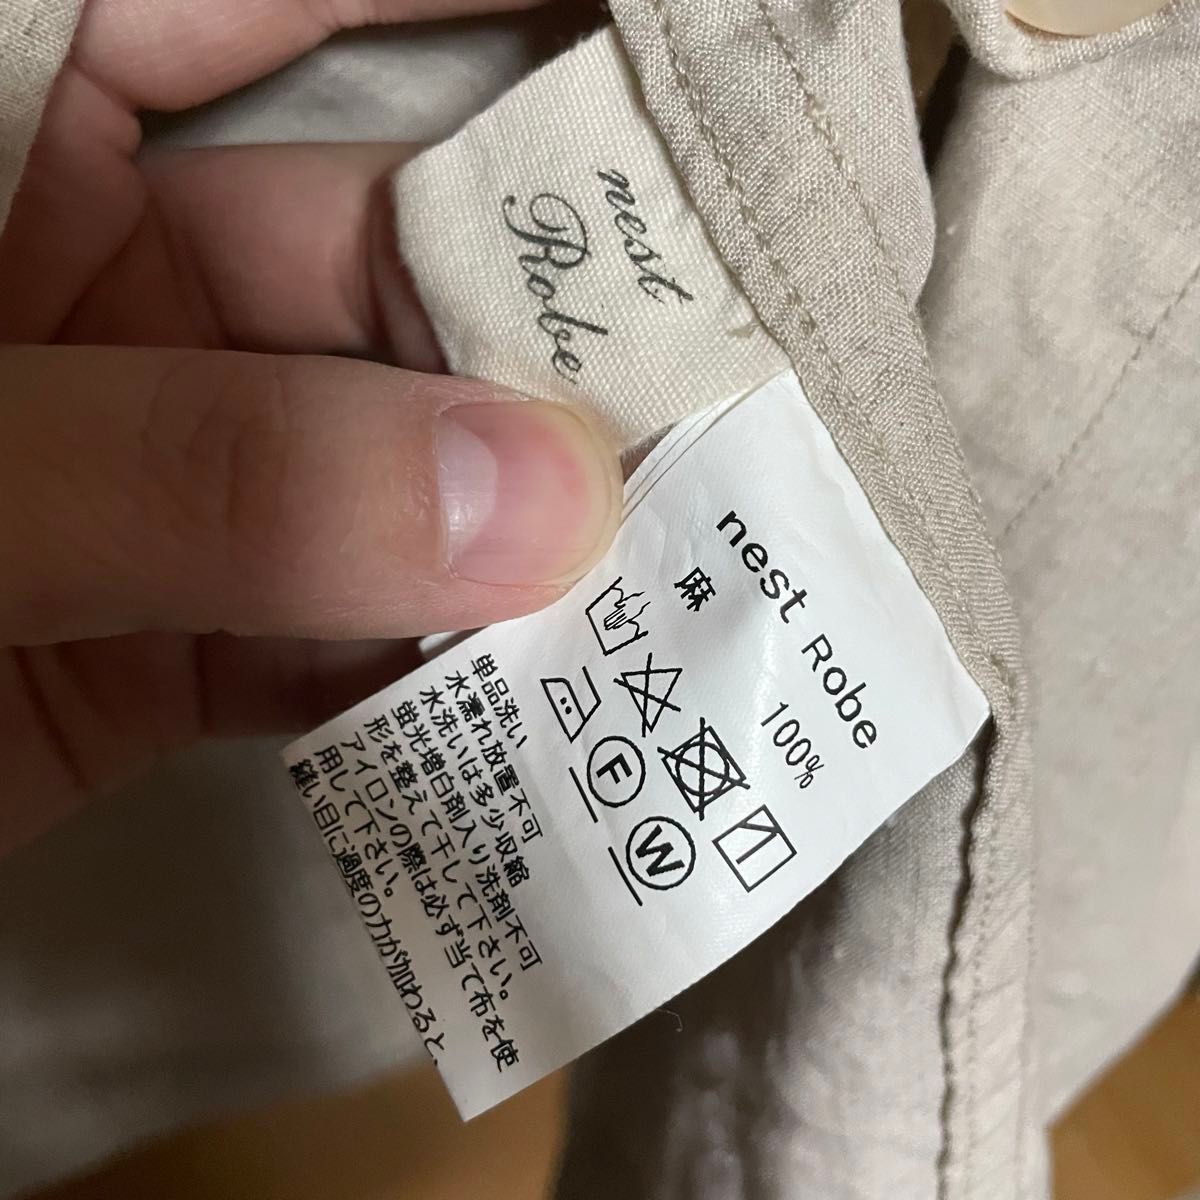 nest
Robe
nest Robe
麻 100%
F
W
単品洗い
水濡れ放置不可
水洗いは多少収縮
蛍光増白剤入り洗剤不可
形を整えて干して下さい。
アイロンの際は必ず当て布を使
用して下さい。
縫い目に過度の力が加わると、